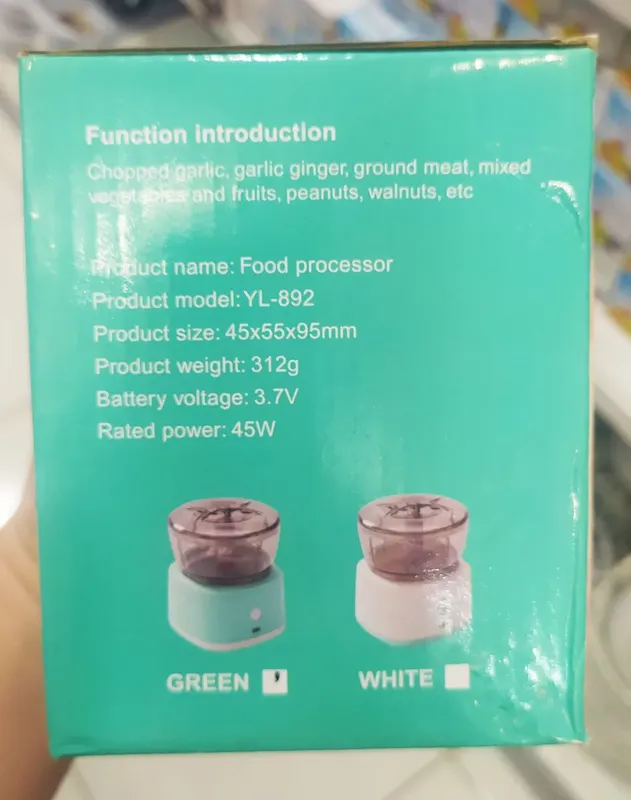 Function introduction
Chopped garlic, garlic ginger, ground meat, mixed
vegetables and fruits, peanuts, walnuts, etc
Product name: Food processor
Product model: YL-892
Product size: 45x55x95mm
Product weight: 312g
Battery voltage: 3.7V
Rated power: 45W
GREEN
WHITE